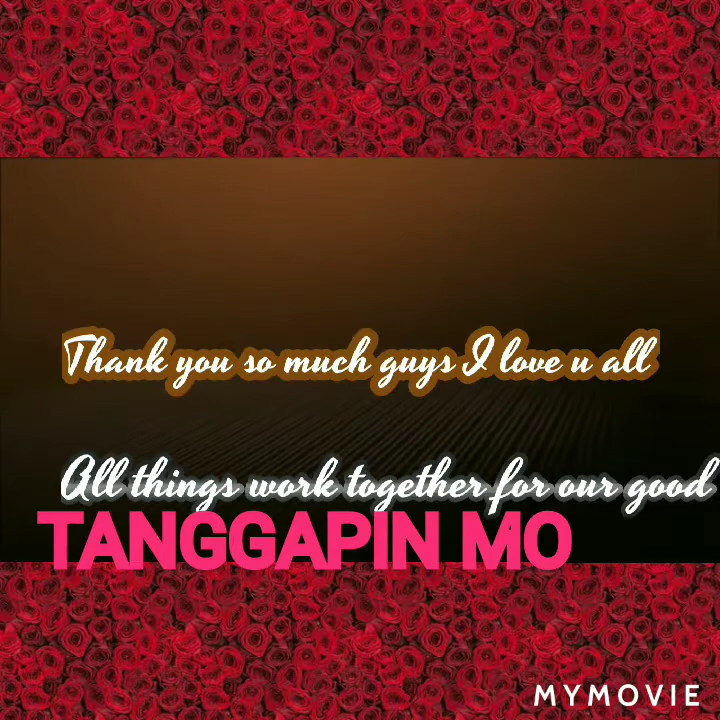 Thank you so much guys I love u all
All things work together for our good
TANGGAPIN MO
MYMOVIE